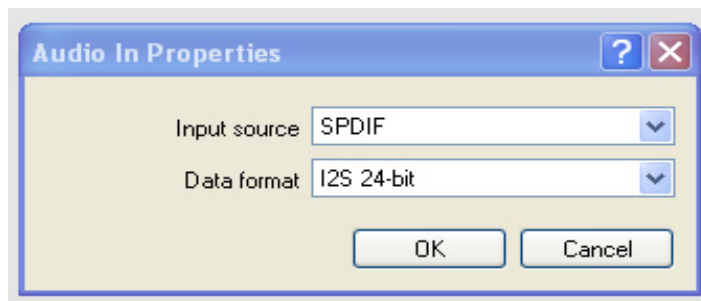 Audio In Properties
Input source SPDIF
Data format I2S 24-bit
OK Cancel